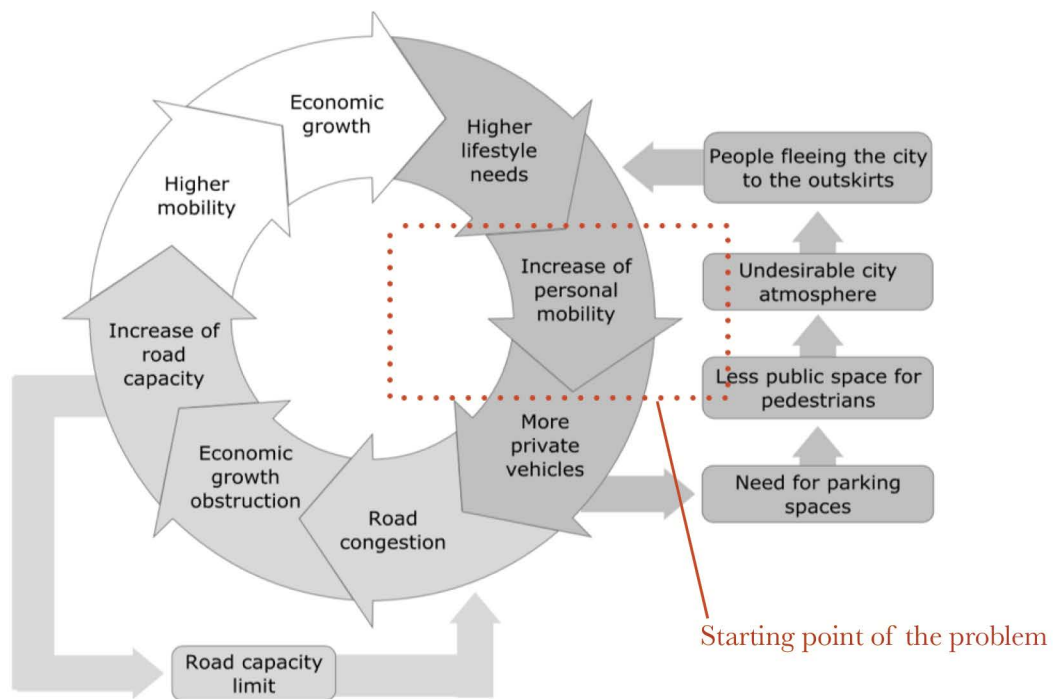 Economic
growth
Higher
lifestyle
needs
Increase of
personal
mobility
More
private
vehicles
Road
congestion
Economic
growth
obstruction
Increase of
road
capacity
Higher
mobility
People fleeing the city
to the outskirts
Undesirable city
atmosphere
Less public space for
pedestrians
Need for parking
spaces
Starting point of the problem
Road capacity
limit